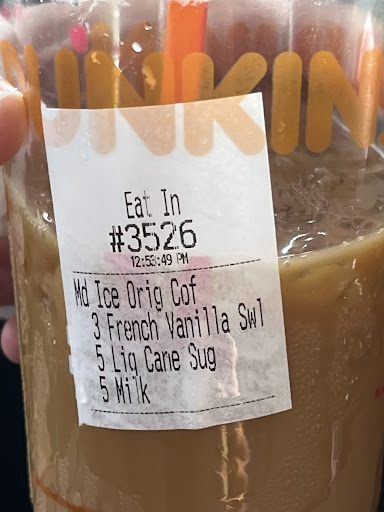 UNKIN
Eat In
#3526
12:53:49 PM
Md Ice Orig Cof
3 French Vanilla Swl
5 Liq Cane Sug
5 Milk